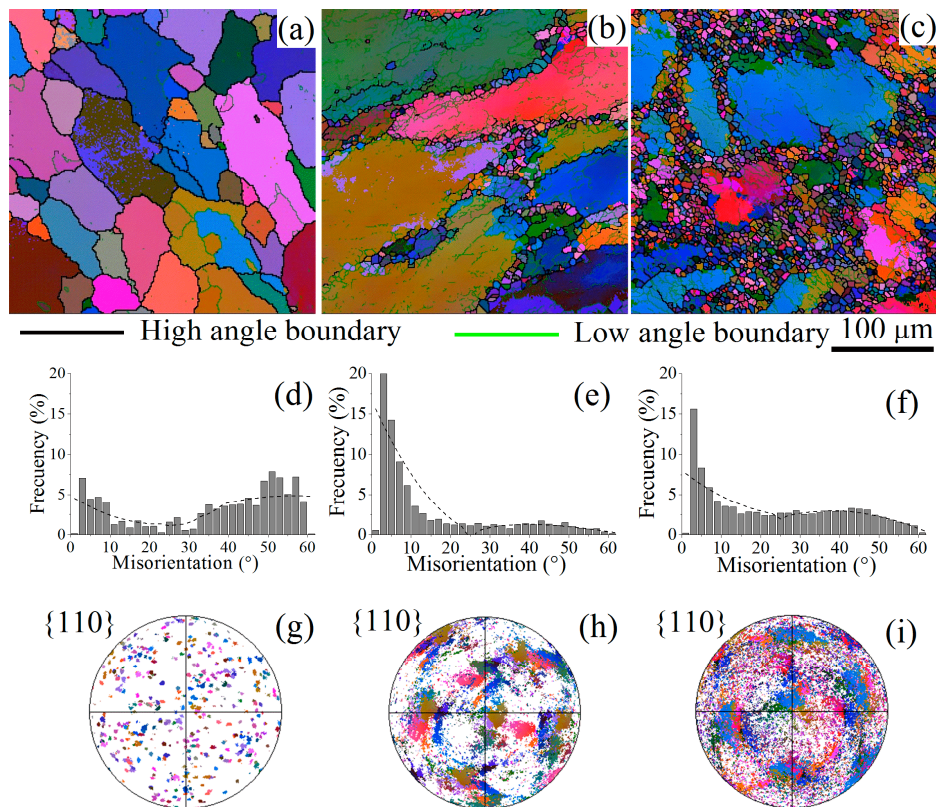 (a)
(b)
(c)
High angle boundary
Low angle boundary
100 μm
20
15
10
5
0
Frecuency (%)
(d)
0 10 20 30 40 50 60
Misorientation (°)
20
15
10
5
0
Frecuency (%)
(e)
0 10 20 30 40 50 60
Misorientation (°)
20
15
10
5
0
Frecuency (%)
(f)
0 10 20 30 40 50 60
Misorientation (°)
{110}
(g)
{110}
(h)
{110}
(i)